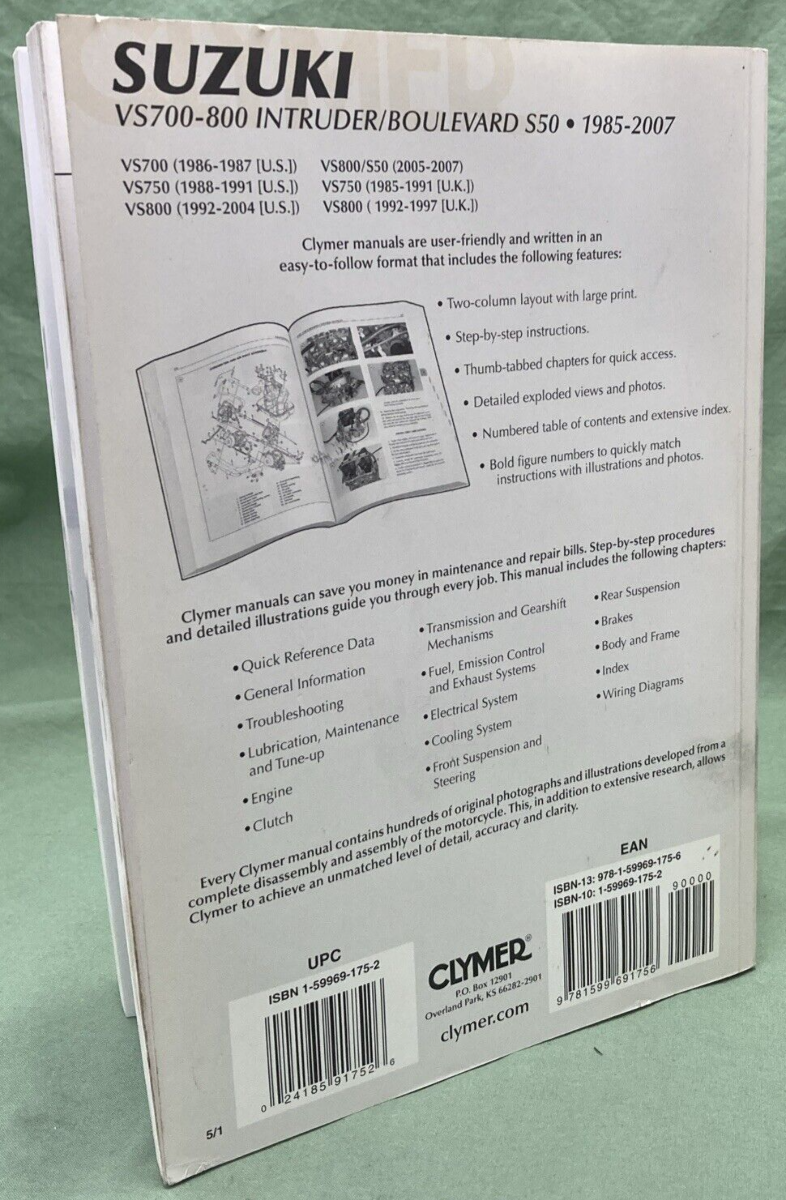 SUZUKI
VS700-800 INTRUDER/BOULEVARD S50 • 1985-2007
VS700 (1986-1987 [U.S.]) VS800/S50 (2005-2007)
VS750 (1988-1991 [U.S.]) VS750 (1985-1991 [U.K.])
VS800 (1992-2004 [U.S.]) VS800 ( 1992-1997 [U.K.])
Clymer manuals are user-friendly and written in an
easy-to-follow format that includes the following features:
• Two-column layout with large print.
• Step-by-step instructions.
• Thumb-tabbed chapters for quick access.
• Detailed exploded views and photos.
• Numbered table of contents and extensive index.
• Bold figure numbers to quickly match
instructions with illustrations and photos.
Clymer manuals can save you money in maintenance and repair bills. Step-by-step procedures
and detailed illustrations guide you through every job. This manual includes the following chapters:
• Quick Reference Data
• General Information
• Troubleshooting
• Lubrication, Maintenance
and Tune-up
• Engine
• Clutch
• Transmission and Gearshift
Mechanisms
• Fuel, Emission Control
and Exhaust Systems
• Electrical System
• Cooling System
• Front Suspension and
Steering
• Rear Suspension
• Brakes
• Body and Frame
• Index
• Wiring Diagrams
Every Clymer manual contains hundreds of original photographs and illustrations developed from a
complete disassembly and assembly of the motorcycle. This, in addition to extensive research, allows
Clymer to achieve an unmatched level of detail, accuracy and clarity.
UPC
ISBN 1-59969-175-2
0 24185 91752 6
CLYMER®
P.O. Box 12901
Overland Park, KS 66282-2901
clymer.com
EAN
ISBN-13: 978-1-59969-175-6
ISBN-10: 1-59969-175-2
90000
9 781599 691756
5/1